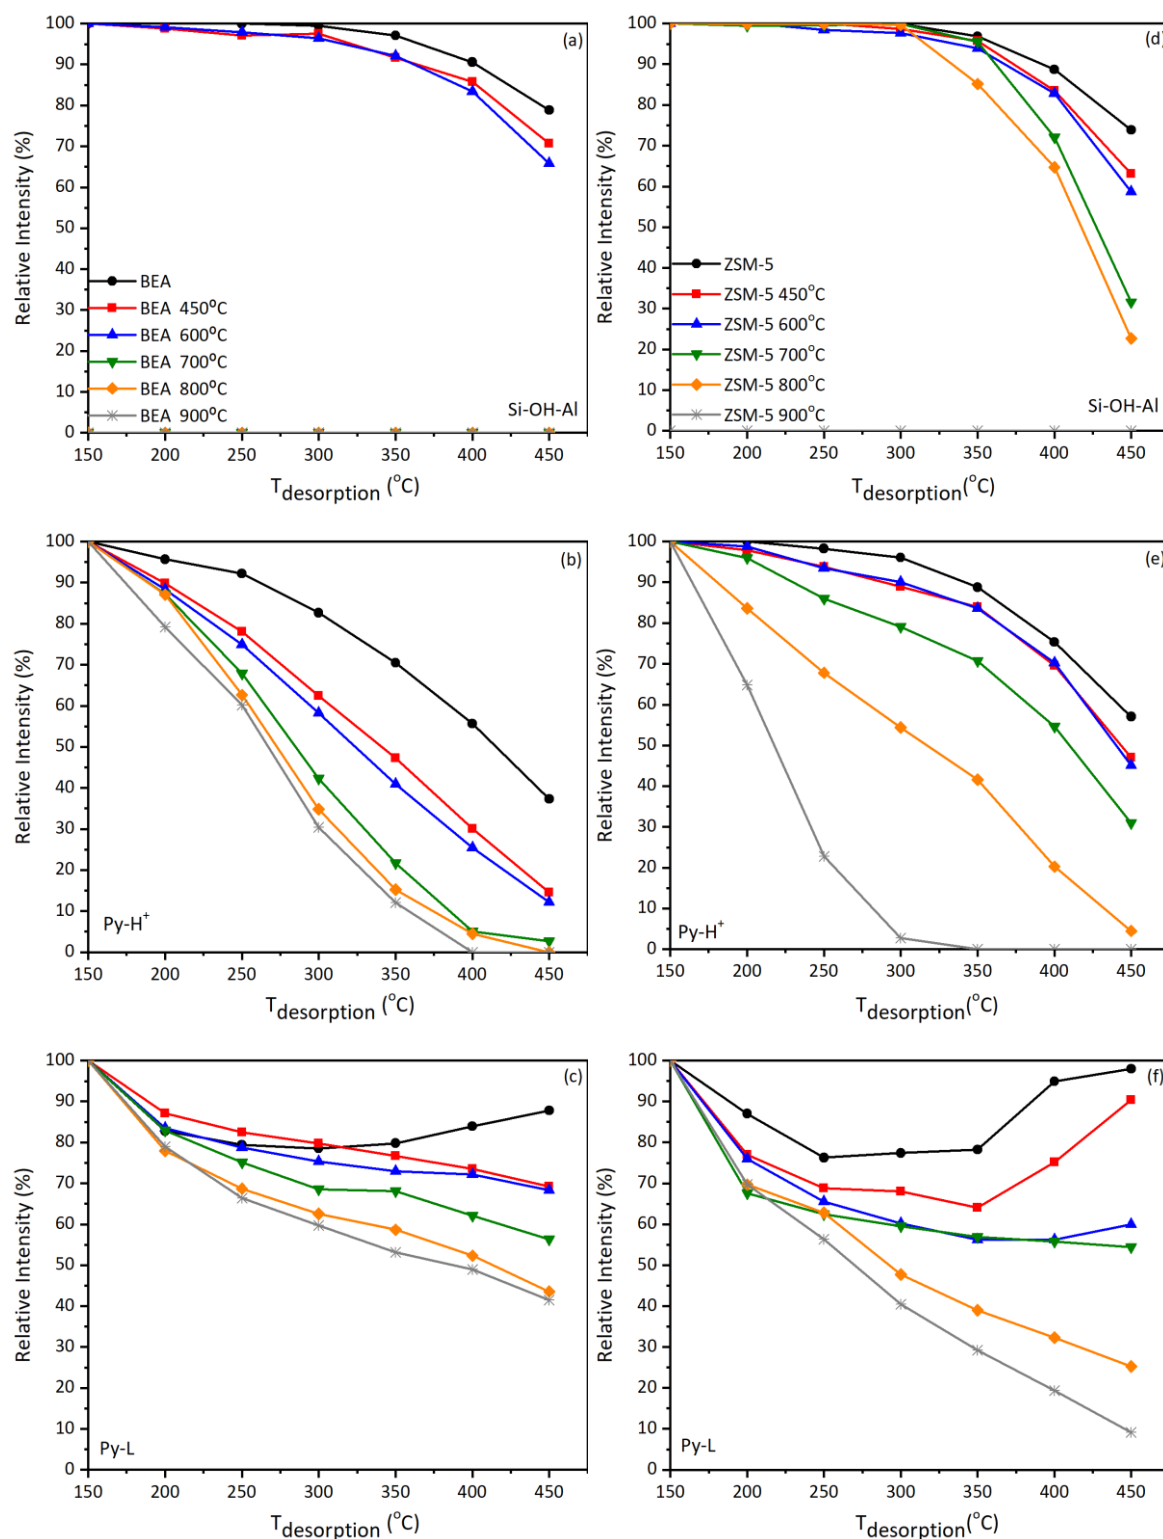 (a)
Relative Intensity (%)
100
90
80
70
60
50
40
30
20
10
0
BEA
BEA 450⁰C
BEA 600⁰C
BEA 700⁰C
BEA 800⁰C
BEA 900⁰C
Si-OH-Al
150 200 250 300 350 400 450
Tdesorption (°C)
(d)
Relative Intensity (%)
100
90
80
70
60
50
40
30
20
10
0
ZSM-5
ZSM-5 450°C
ZSM-5 600°C
ZSM-5 700°C
ZSM-5 800°C
ZSM-5 900°C
Si-OH-Al
150 200 250 300 350 400 450
Tdesorption(°C)
(b)
Relative Intensity (%)
100
90
80
70
60
50
40
30
20
10
0
Py-H⁺
150 200 250 300 350 400 450
Tdesorption (°C)
(e)
Relative Intensity (%)
100
90
80
70
60
50
40
30
20
10
0
Py-H⁺
150 200 250 300 350 400 450
Tdesorption(°C)
(c)
Relative Intensity (%)
100
90
80
70
60
50
40
30
20
10
0
Py-L
150 200 250 300 350 400 450
Tdesorption (°C)
(f)
Relative Intensity (%)
100
90
80
70
60
50
40
30
20
10
0
Py-L
150 200 250 300 350 400 450
Tdesorption (°C)